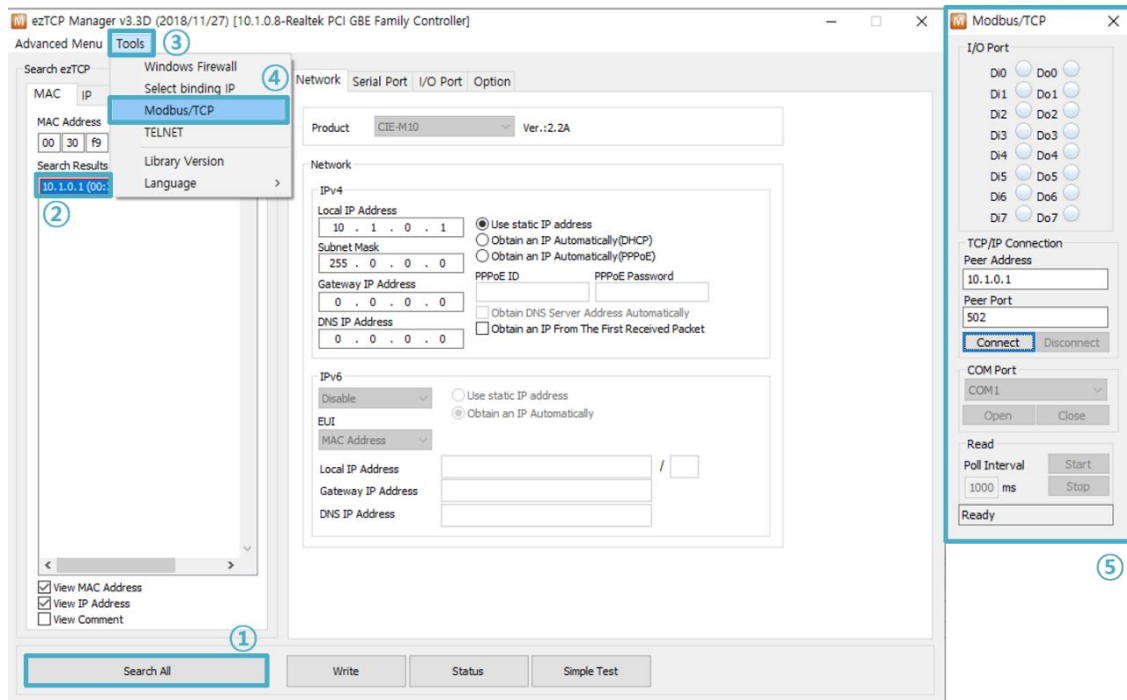 ezTCP Manager v3.3D (2018/11/27) [10.1.0.8-Realtek PCI GBE Family Controller]
Advanced Menu Tools ③
Search ezTCP
MAC IP
MAC Address
00 30 f9
Search Results
10.1.0.1 (00:
②
Windows Firewall
Select binding IP
④
Modbus/TCP
TELNET
Library Version
Language >
Network Serial Port I/O Port Option
Product CIE-M10 Ver.:2.2A
Network
IPv4
Local IP Address
10 . 1 . 0 . 1
Subnet Mask
255 . 0 . 0 . 0
Gateway IP Address
0 . 0 . 0 . 0
DNS IP Address
0 . 0 . 0 . 0
Use static IP address
Obtain an IP Automatically(DHCP)
Obtain an IP Automatically(PPPoE)
PPPoE ID PPPoE Password
Obtain DNS Server Address Automatically
Obtain an IP From The First Received Packet
IPv6
Disable
EUI
MAC Address
Use static IP address
Obtain an IP Automatically
Local IP Address /
Gateway IP Address
DNS IP Address
View MAC Address
View IP Address
View Comment
①
Search All Write Status Simple Test
Modbus/TCP
I/O Port
Di0 Do0
Di1 Do1
Di2 Do2
Di3 Do3
Di4 Do4
Di5 Do5
Di6 Do6
Di7 Do7
TCP/IP Connection
Peer Address
10.1.0.1
Peer Port
502
Connect Disconnect
COM Port
COM1
Open Close
Read
Poll Interval Start
1000 ms Stop
Ready
⑤